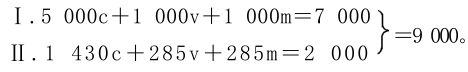 Ⅰ.5 000c+1 000v+1 000m=7 000
Ⅱ.1 430c+285v+285m=2 000
}=9 000。